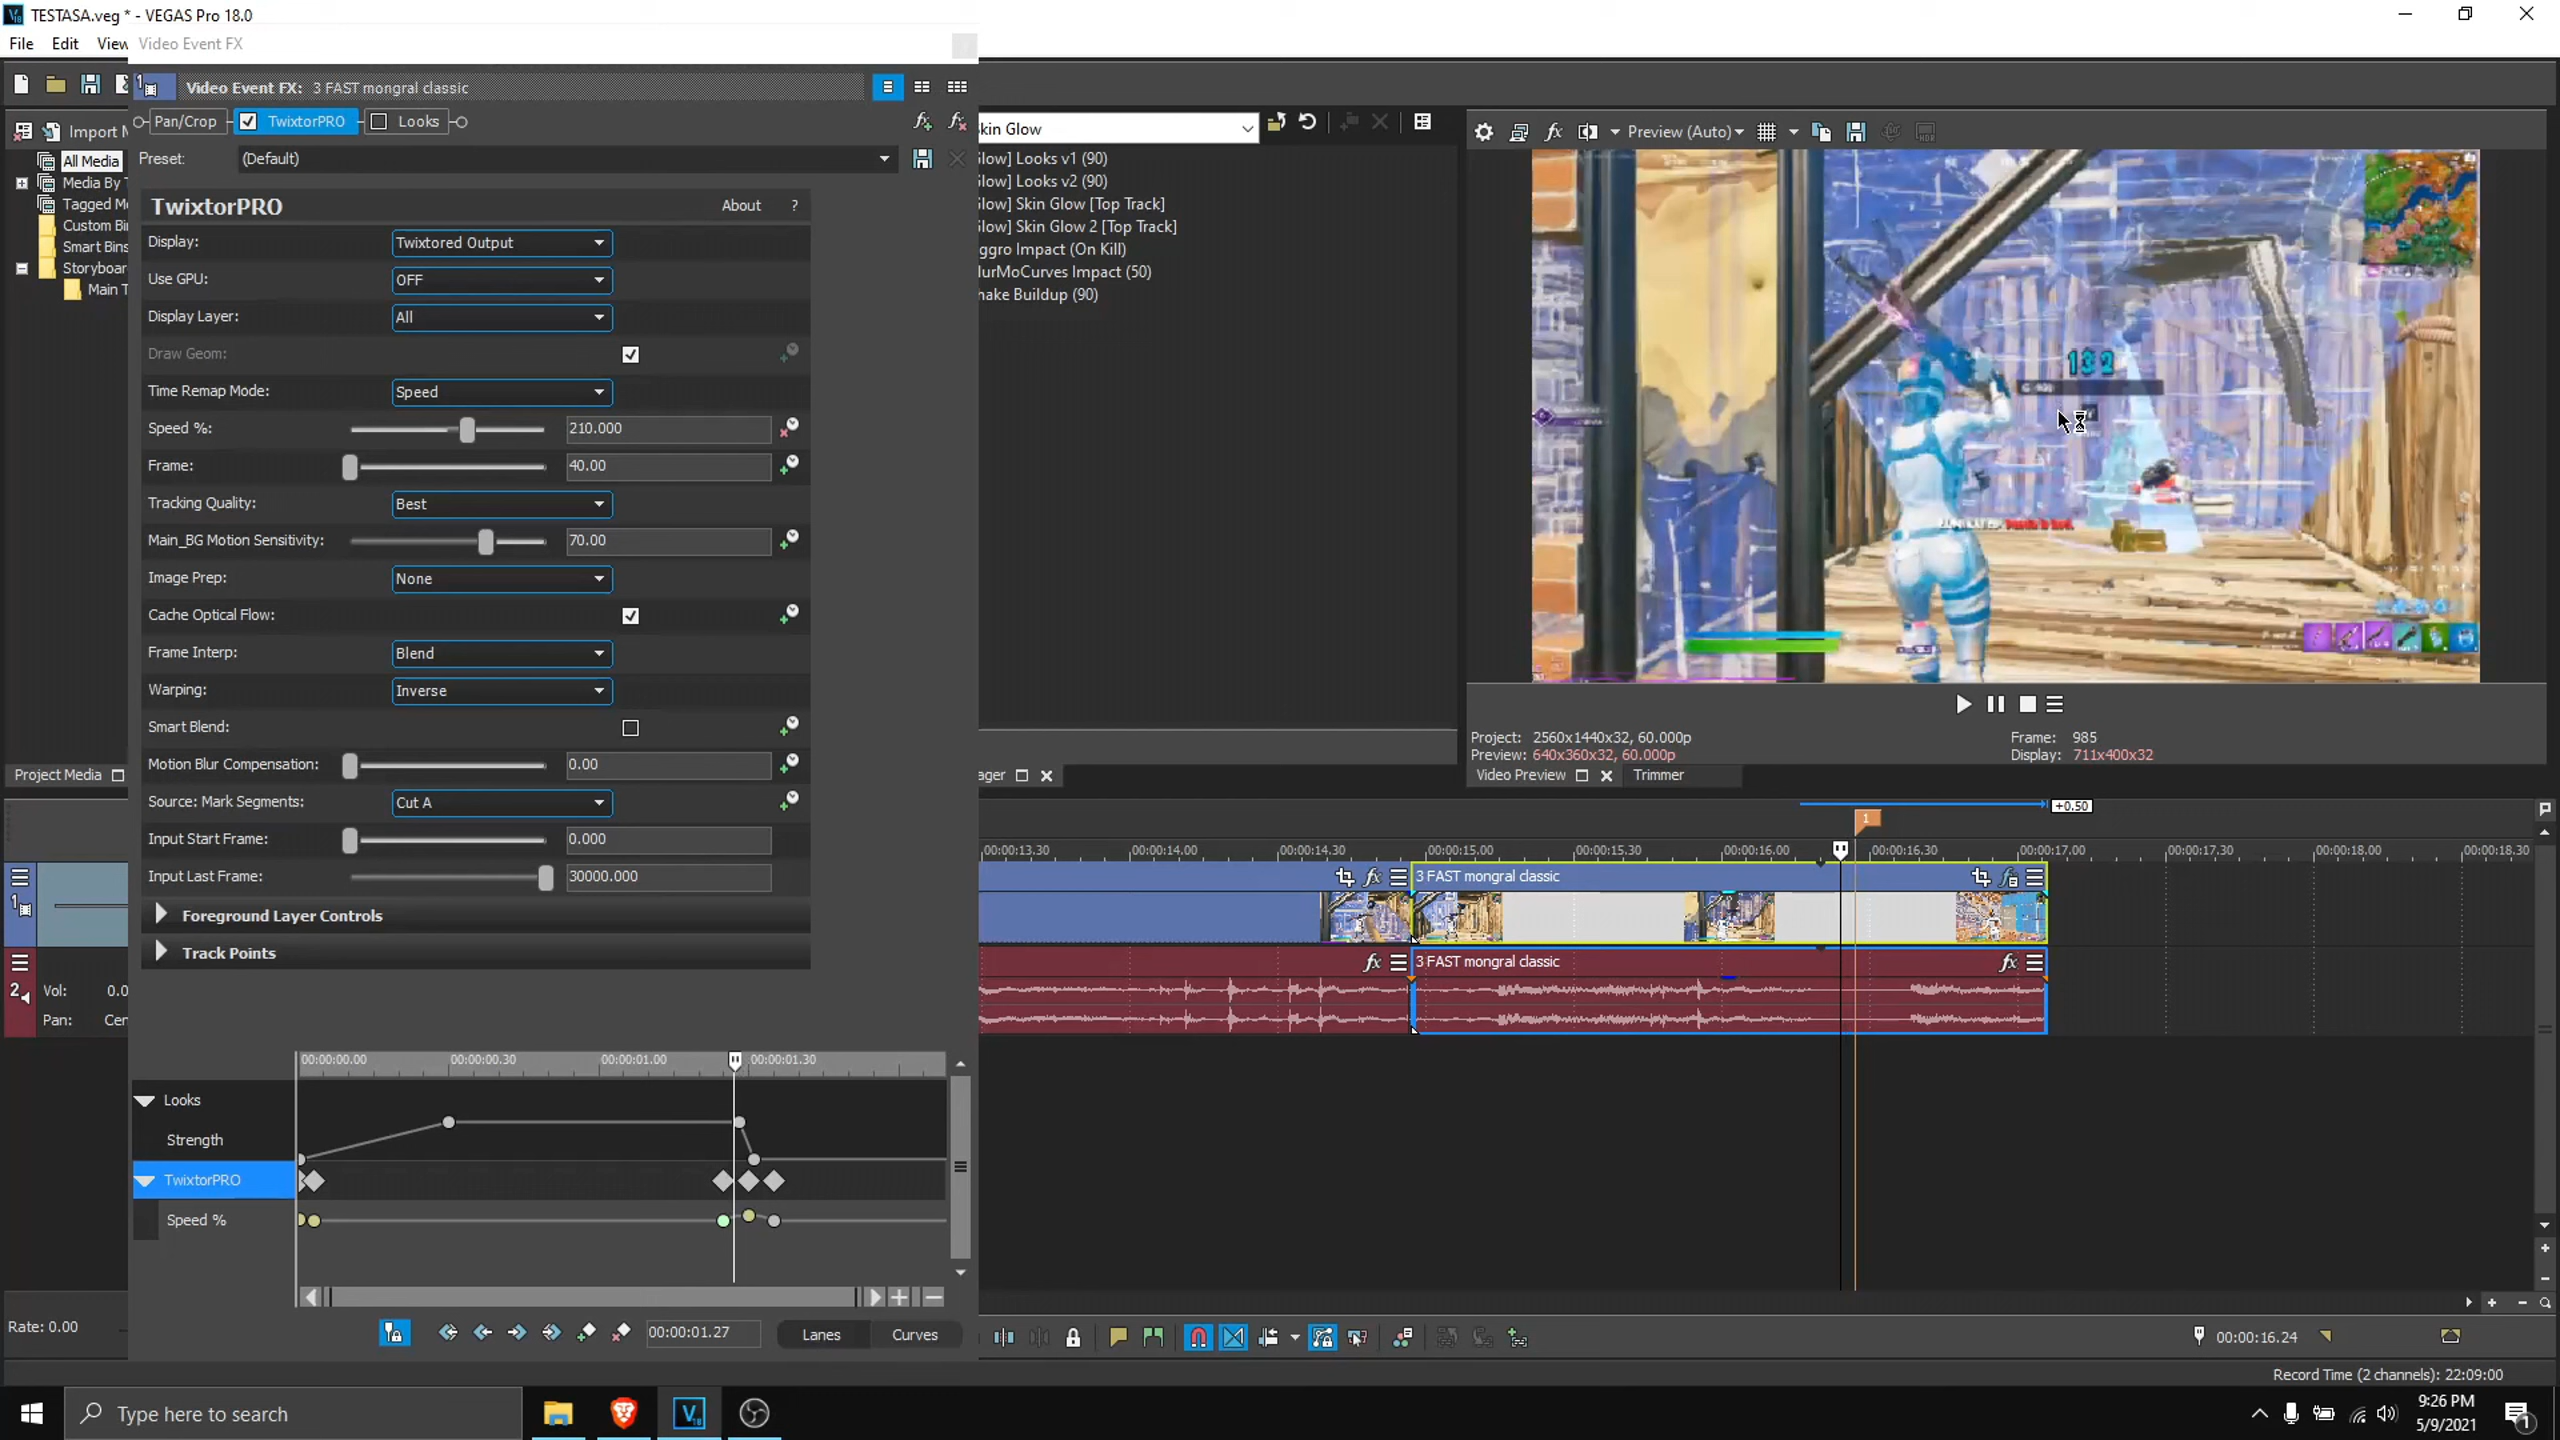 TESTASA.veg * - VEGAS Pro 18.0
File Edit View Video Event FX
Video Event FX: 3 FAST mongral classic
Pan/Crop TwixtorPRO Looks
Preset: (Default)
TwixtorPRO About ?
Display: Twixtored Output
Use GPU: OFF
Display Layer: All
Draw Geom:
Time Remap Mode: Speed
Speed %: 210.000
Frame: 40.00
Tracking Quality: Best
Main_BG Motion Sensitivity: 70.00
Image Prep: None
Cache Optical Flow:
Frame Interp: Blend
Warping: Inverse
Smart Blend:
Motion Blur Compensation: 0.00
Source: Mark Segments: Cut A
Input Start Frame: 0.000
Input Last Frame: 30000.000
Foreground Layer Controls
Track Points
Import M
All Media
Media By T
Tagged Me
Custom Bi
Smart Bins
Storyboar
Main T
Project Media
kin Glow
low] Looks v1 (90)
low] Looks v2 (90)
low] Skin Glow [Top Track]
low] Skin Glow 2 [Top Track]
ggro Impact (On Kill)
lurMoCurves Impact (50)
hake Buildup (90)
ager
Preview (Auto)
132
Project: 2560x1440x32, 60.000p Frame: 985
Preview: 640x360x32, 60.000p Display: 711x400x32
Video Preview Trimmer
+0.50
1
00:00:13.30 00:00:14.00 00:00:14.30 00:00:15.00 00:00:15.30 00:00:16.00 00:00:16.30 00:00:17.00 00:00:17.30 00:00:18.00 00:00:18.30
1 3 FAST mongral classic
2 3 FAST mongral classic
Vol: 0.0
Pan: Cen
00:00:00.00 00:00:00.30 00:00:01.00 00:00:01.30
Looks
Strength
TwixtorPRO
Speed %
00:00:01.27 Lanes Curves
Rate: 0.00
00:00:16.24
Record Time (2 channels): 22:09:00
Type here to search
9:26 PM
5/9/2021
1